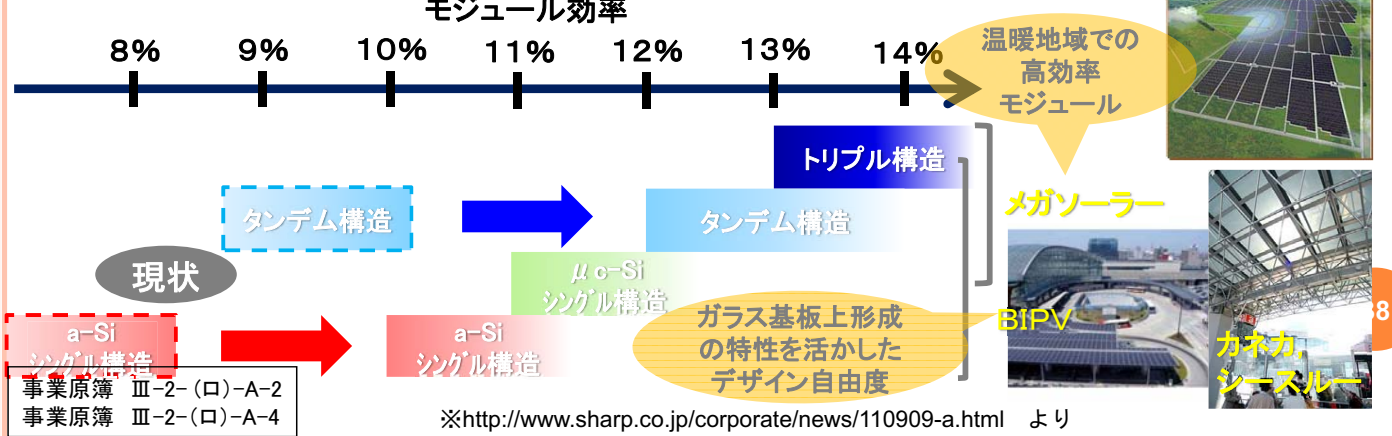 モジュール効率
8%
9%
10%
11%
12%
13%
14%
温暖地域での
高効率
モジュール
トリプル構造
タンデム構造
タンデム構造
メガソーラー
現状
μc-Si
シングル構造
a-Si
シングル構造
a-Si
シングル構造
ガラス基板上形成
の特性を活かした
デザイン自由度
BIPV
カネカ,
シースルー
38
事業原簿 Ⅲ-2-(ロ)-A-2
事業原簿 Ⅲ-2-(ロ)-A-4
※http://www.sharp.co.jp/corporate/news/110909-a.html より